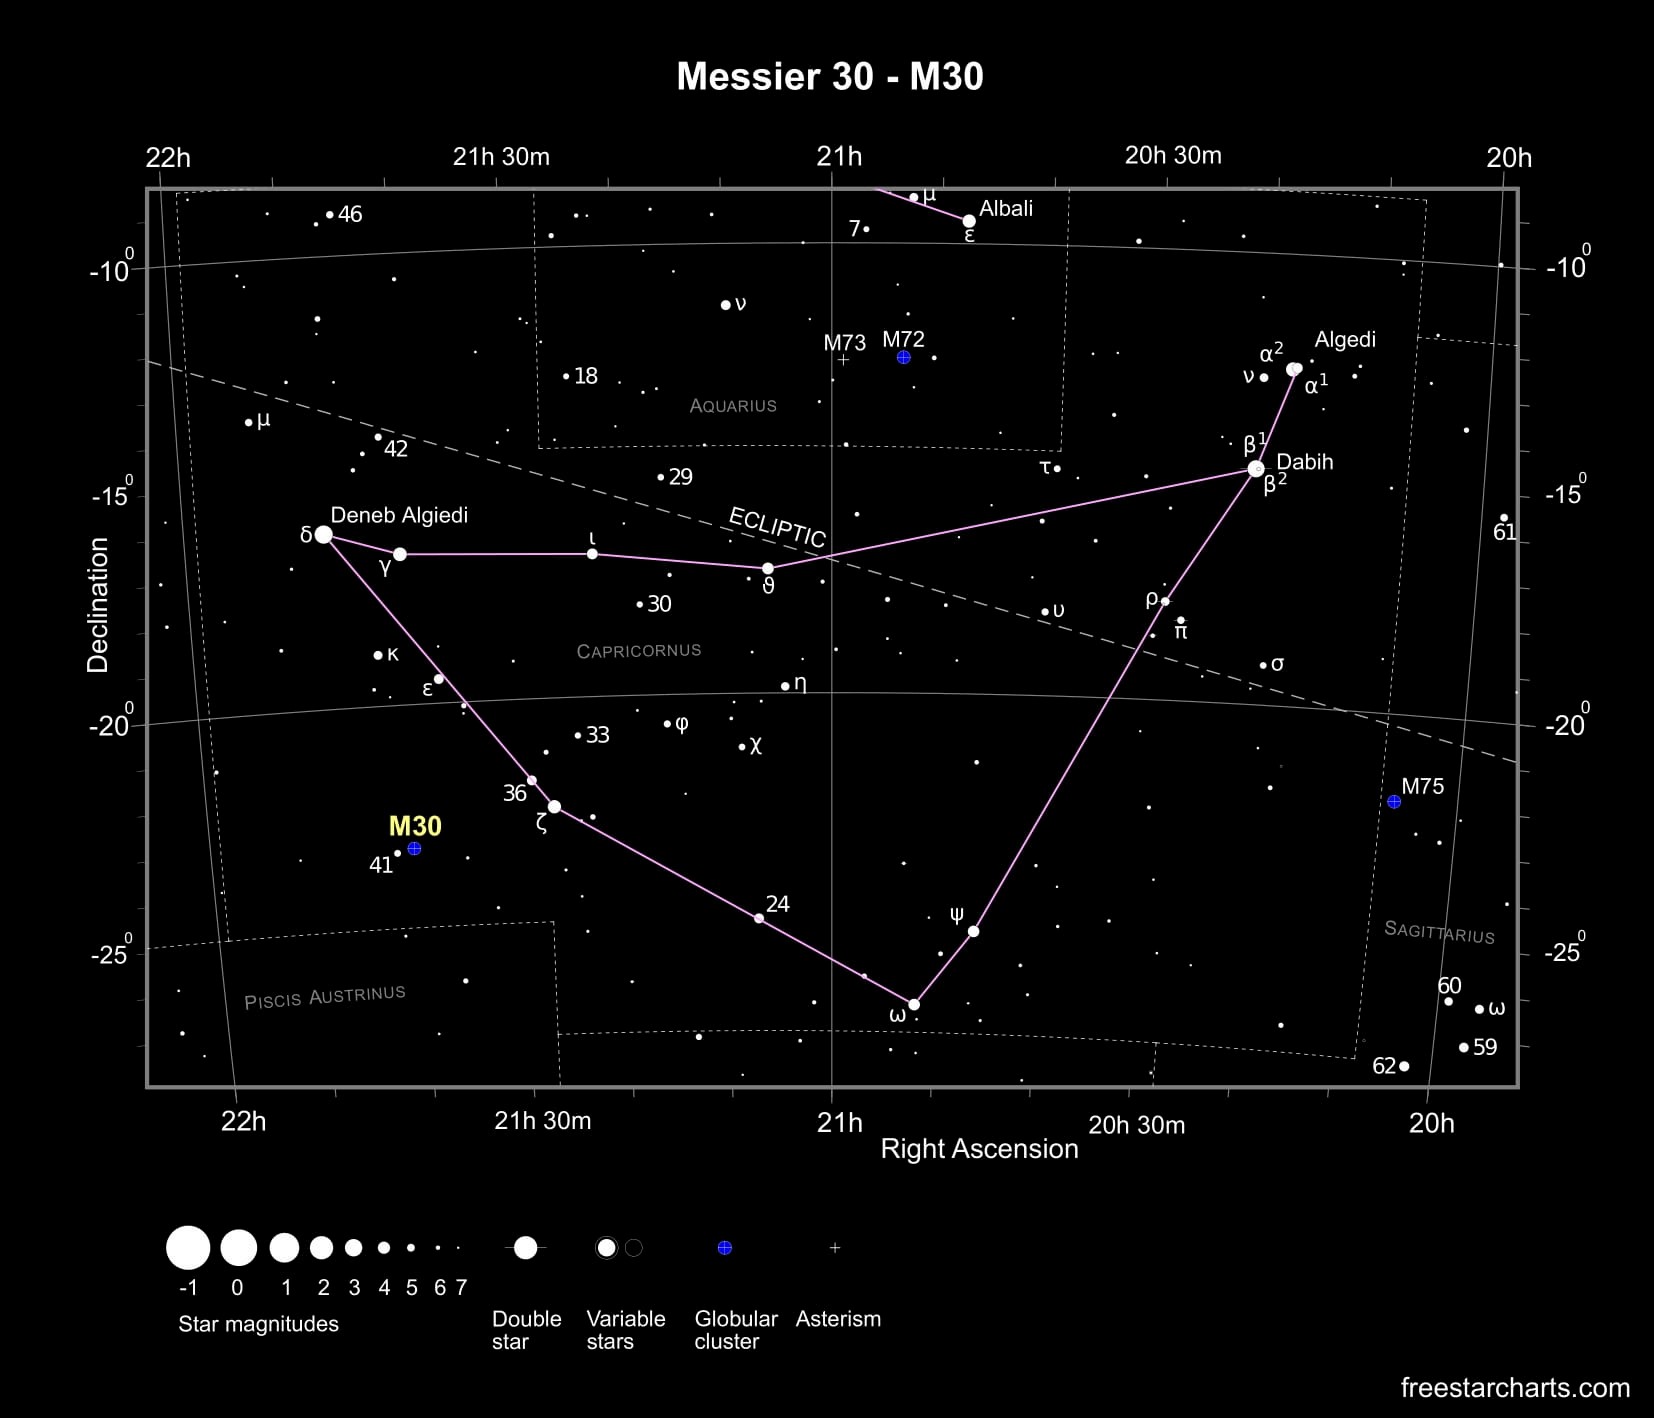 Messier 30 - M30
22h 21h 30m 21h 20h 30m 20h
μ Albali
46 7 ε
-10⁰ -10⁰
ν
M73 M72 Algedi
α² ν α¹
18
AQUARIUS
μ 42 β¹
29 τ Dabih
β²
-15⁰ -15⁰
Deneb Algiedi ECLIPTIC 61
δ γ ι ϑ
30 υ ρ
π
Declination
κ CAPRICORNUS σ
ε η
-20⁰ -20⁰
33 φ χ
36 M75
ζ
M30
41
24 ψ
SAGITTARIUS
-25⁰ -25⁰
PISCIS AUSTRINUS 60
ω ω
59
62
22h 21h 30m 21h 20h 30m 20h
Right Ascension
-1 0 1 2 3 4 5 6 7
Star magnitudes
Double
star
Variable
stars
Globular
cluster
Asterism
freestarcharts.com